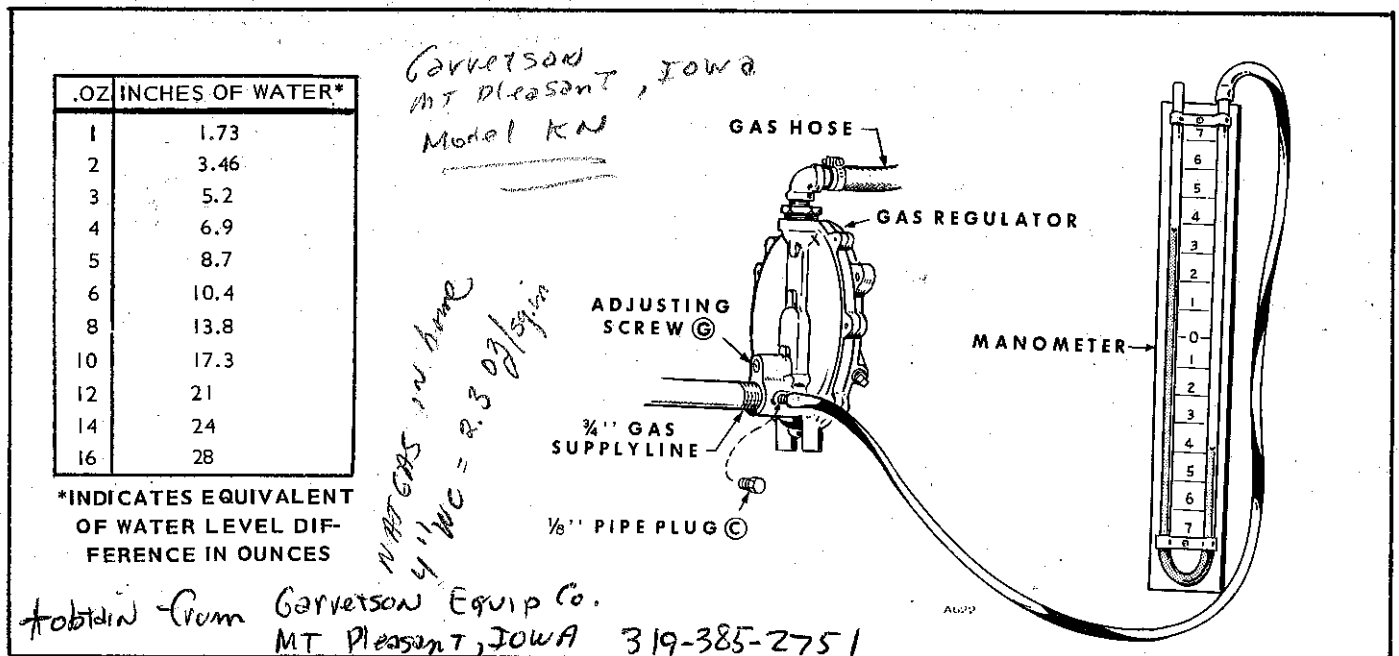 .OZ INCHES OF WATER*
1 1.73
2 3.46
3 5.2
4 6.9
5 8.7
6 10.4
8 13.8
10 17.3
12 21
14 24
16 28
*INDICATES EQUIVALENT
OF WATER LEVEL DIF-
FERENCE IN OUNCES
Garretson
MT Pleasant, Iowa
Model KN
NAT GAS in home
4" WC = 2.3 oz/sq in
GAS HOSE
GAS REGULATOR
ADJUSTING
SCREW Ⓖ
¾'' GAS
SUPPLYLINE
⅛'' PIPE PLUG Ⓒ
MANOMETER
7
6
5
4
3
2
1
0
1
2
3
4
5
6
7
A622
obtain from Garretson Equip Co.
MT Pleasant, IOWA 319-385-2751